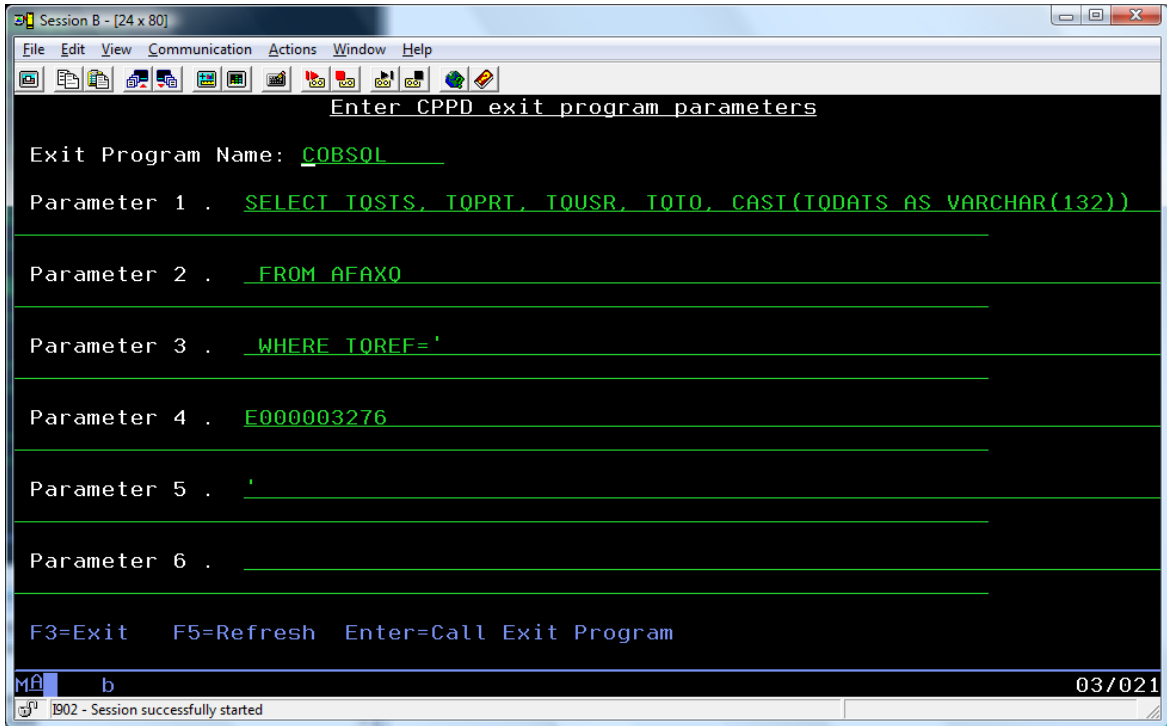 Session B - [24 x 80]
File Edit View Communication Actions Window Help
Enter CPPD exit program parameters
Exit Program Name: COBSQL
Parameter 1 . SELECT TQSTS, TQPRT, TQUSR, TQTO, CAST(TQDATS AS VARCHAR(132))
Parameter 2 . FROM AFAXQ
Parameter 3 . WHERE TQREF='
Parameter 4 . E000003276
Parameter 5 . '
Parameter 6 .
F3=Exit F5=Refresh Enter=Call Exit Program
MA b 03/021
I902 - Session successfully started